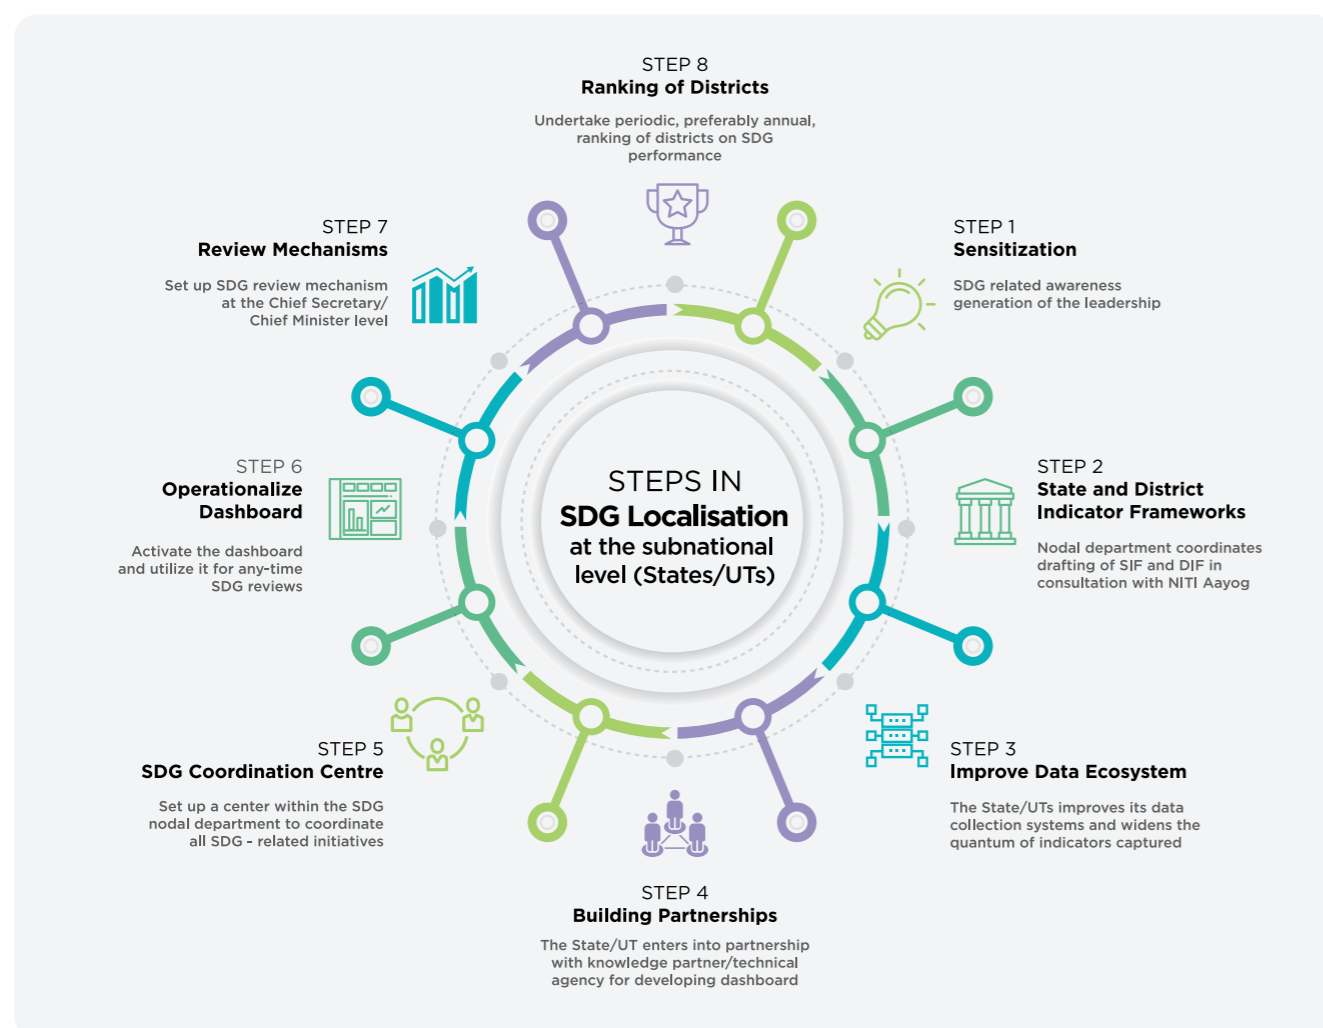 STEP 8
Ranking of Districts
Undertake periodic, preferably annual,
ranking of districts on SDG
performance
STEP 1
Sensitization
SDG related awareness
generation of the leadership
STEP 2
State and District
Indicator Frameworks
Nodal department coordinates
drafting of SIF and DIF in
consultation with NITI Aayog
STEP 3
Improve Data Ecosystem
The State/UTs improves its data
collection systems and widens the
quantum of indicators captured
STEP 4
Building Partnerships
The State/UT enters into partnership
with knowledge partner/technical
agency for developing dashboard
STEP 5
SDG Coordination Centre
Set up a center within the SDG
nodal department to coordinate
all SDG - related initiatives
STEP 6
Operationalize
Dashboard
Activate the dashboard
and utilize it for any-time
SDG reviews
STEP 7
Review Mechanisms
Set up SDG review mechanism
at the Chief Secretary/
Chief Minister level
STEPS IN
SDG Localisation
at the subnational
level (States/UTs)